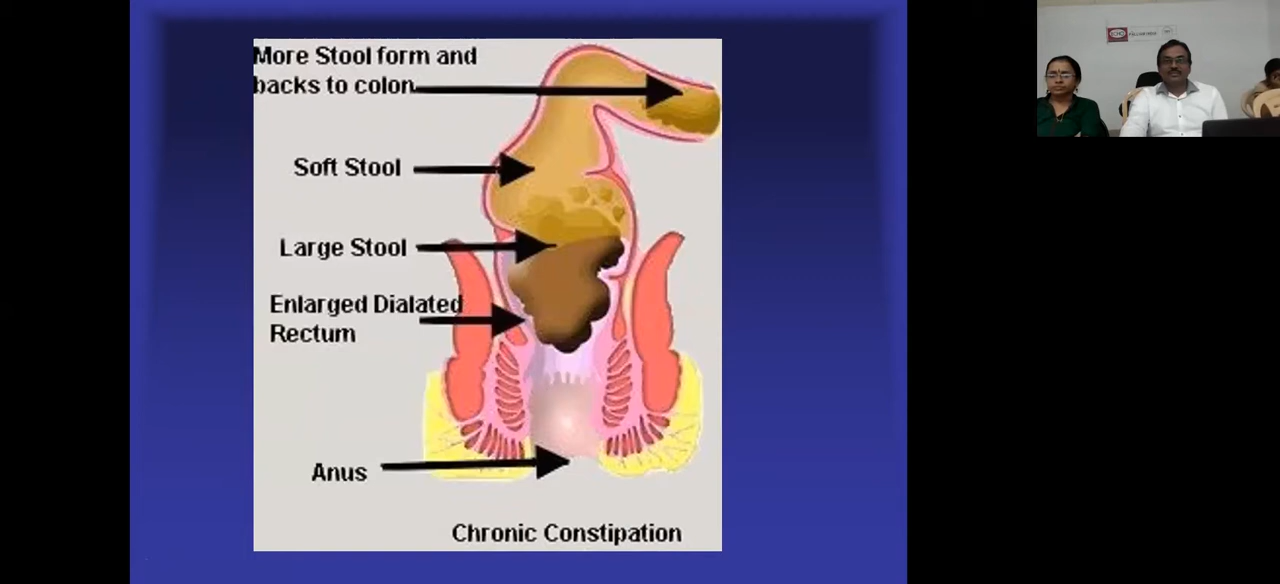 More Stool form and
backs to colon
Soft Stool
Large Stool
Enlarged Dialated
Rectum
Anus
Chronic Constipation